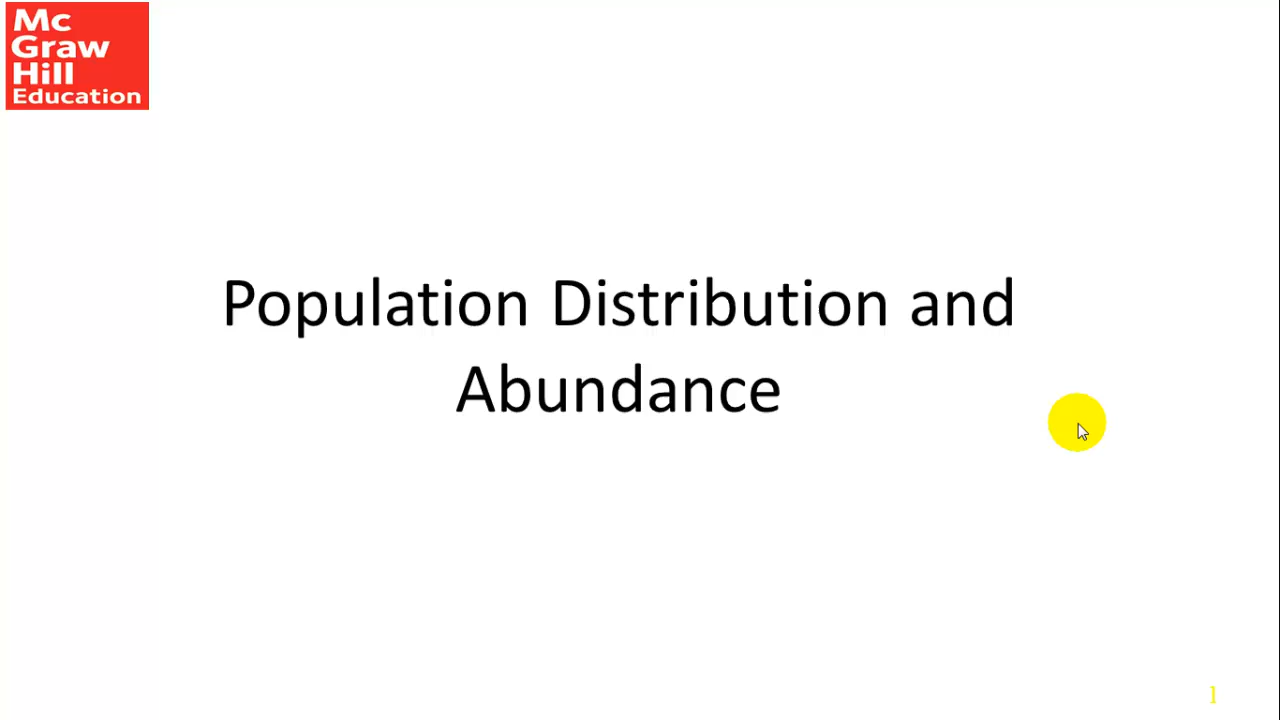 Mc
Graw
Hill
Education
Population Distribution and
Abundance
1